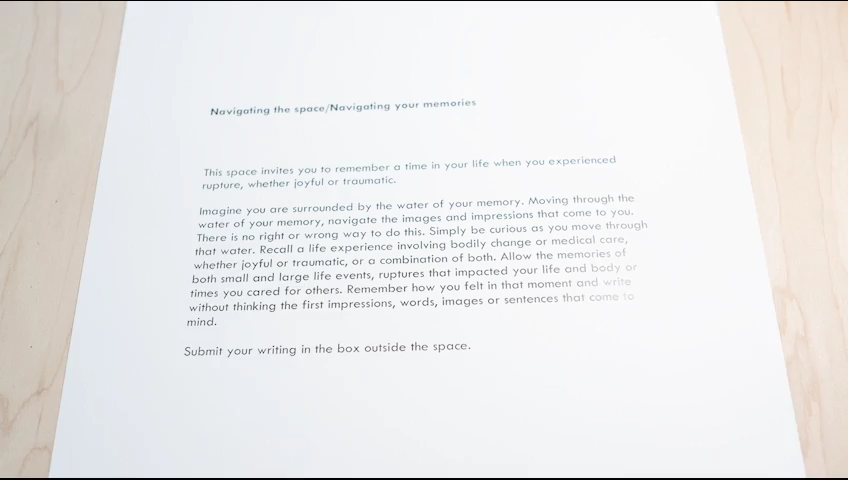 Navigating the space/Navigating your memories
This space invites you to remember a time in your life when you experienced
rupture, whether joyful or traumatic.
Imagine you are surrounded by the water of your memory. Moving through the
water of your memory, navigate the images and impressions that come to you.
There is no right or wrong way to do this. Simply be curious as you move through
that water. Recall a life experience involving bodily change or medical care,
whether joyful or traumatic, or a combination of both. Allow the memories of
both small and large life events, ruptures that impacted your life and body or
times you cared for others. Remember how you felt in that moment and write
without thinking the first impressions, words, images or sentences that come to
mind.
Submit your writing in the box outside the space.